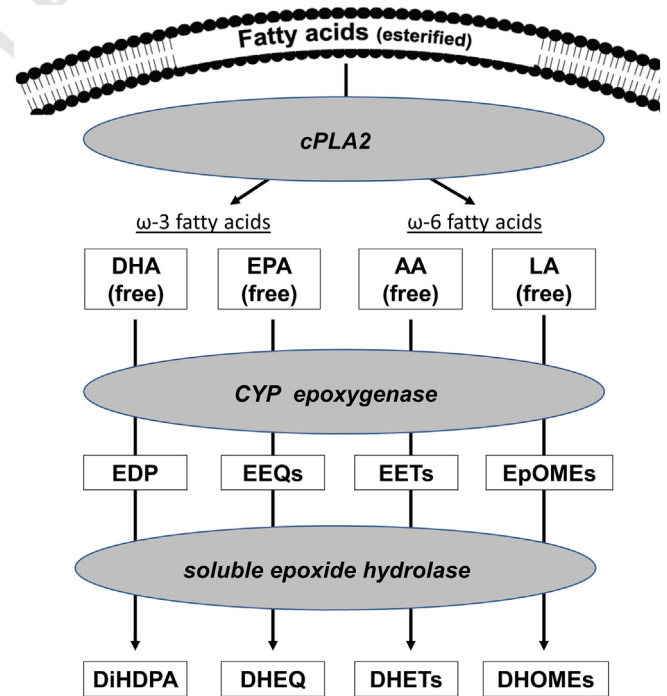 Fatty acids (esterified)
cPLA2
ω-3 fatty acids
ω-6 fatty acids
DHA
(free)
EPA
(free)
AA
(free)
LA
(free)
CYP epoxygenase
EDP
EEQs
EETs
EpOMEs
soluble epoxide hydrolase
DiHDPA
DHEQ
DHETs
DHOMEs